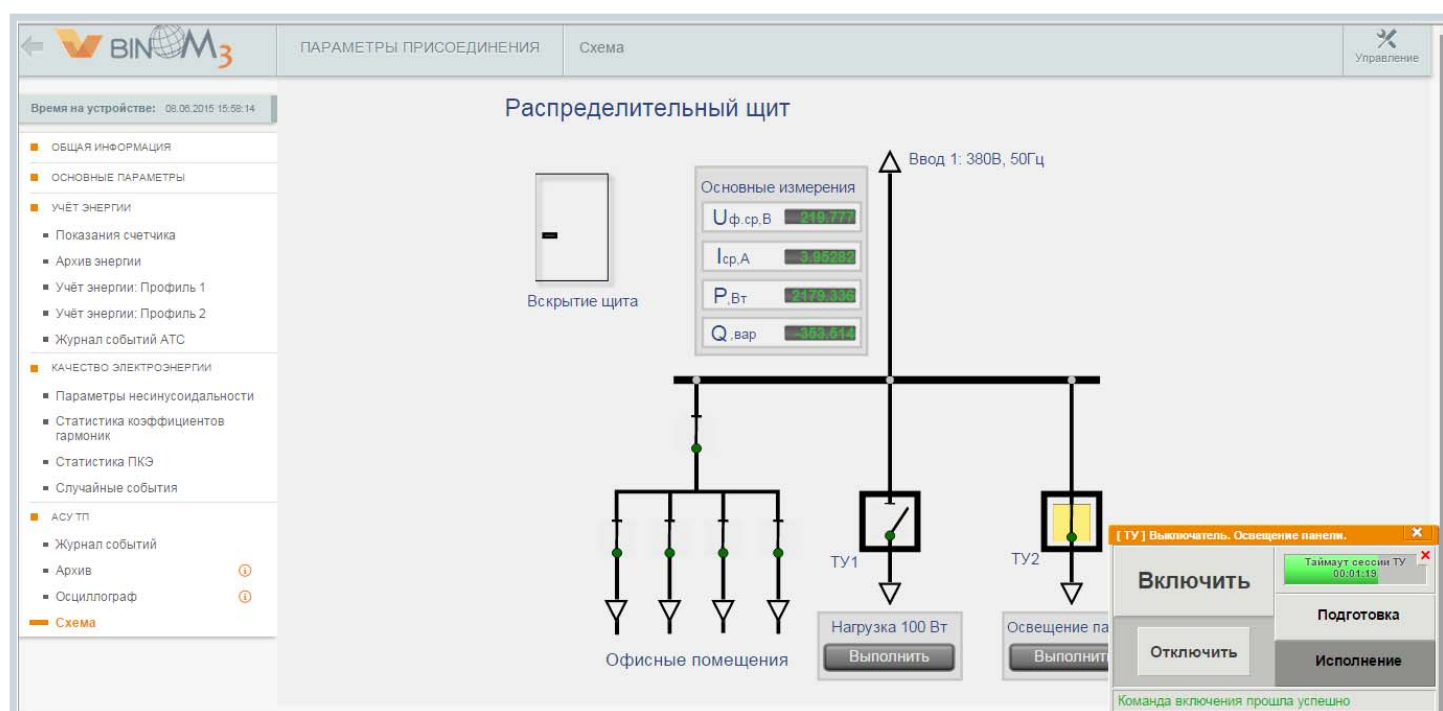 BINOM3
ПАРАМЕТРЫ ПРИСОЕДИНЕНИЯ
Схема
Управление
Время на устройстве: 08.06.2015 15:58:14
ОБЩАЯ ИНФОРМАЦИЯ
ОСНОВНЫЕ ПАРАМЕТРЫ
УЧЁТ ЭНЕРГИИ
Показания счетчика
Архив энергии
Учёт энергии: Профиль 1
Учёт энергии: Профиль 2
Журнал событий АТС
КАЧЕСТВО ЭЛЕКТРОЭНЕРГИИ
Параметры несинусоидальности
Статистика коэффициентов
гармоник
Статистика ПКЭ
Случайные события
АСУ ТП
Журнал событий
Архив
Осциллограф
Схема
Распределительный щит
Ввод 1: 380В, 50Гц
Вскрытие щита
Основные измерения
Uф.ср,В 219.777
Iср,А 3.95282
P,Вт 2179.336
Q,вар -353.514
ТУ1
ТУ2
Офисные помещения
Нагрузка 100 Вт
Выполнить
Освещение па
Выполнит
[ТУ] Выключатель. Освещение панели.
Включить
Отключить
Таймаут сессии ТУ
00:01:19
Подготовка
Исполнение
Команда включения прошла успешно